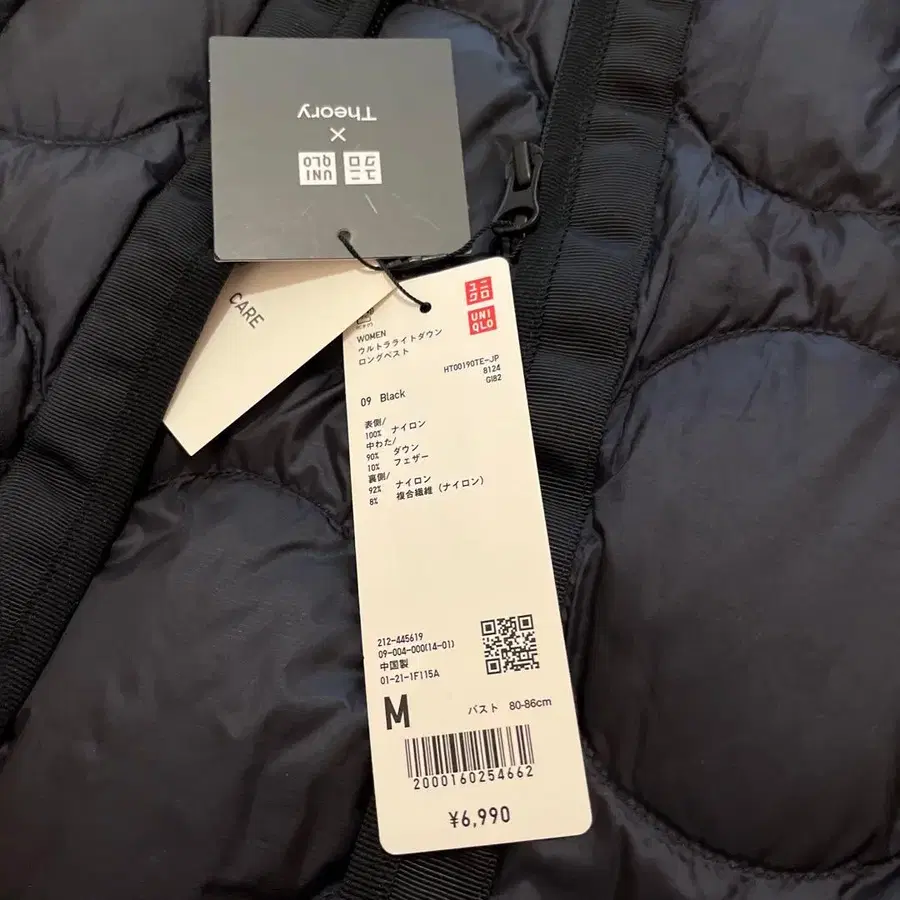 Theory
×
UNI
QLO
ユニ
クロ
CARE
ユニ
クロ
UNI
QLO
WOMEN
ウルトラライトダウン
ロングベスト
HT00190TE-JP
8124
GI82
09 Black
表側/
100% ナイロン
中わた/
90% ダウン
10% フェザー
裏側/
92% ナイロン
8% 複合繊維(ナイロン)
212-445619
09-004-000(14-01)
中国製
01-21-1F115A
M バスト 80-86cm
2000160254662
¥6,990